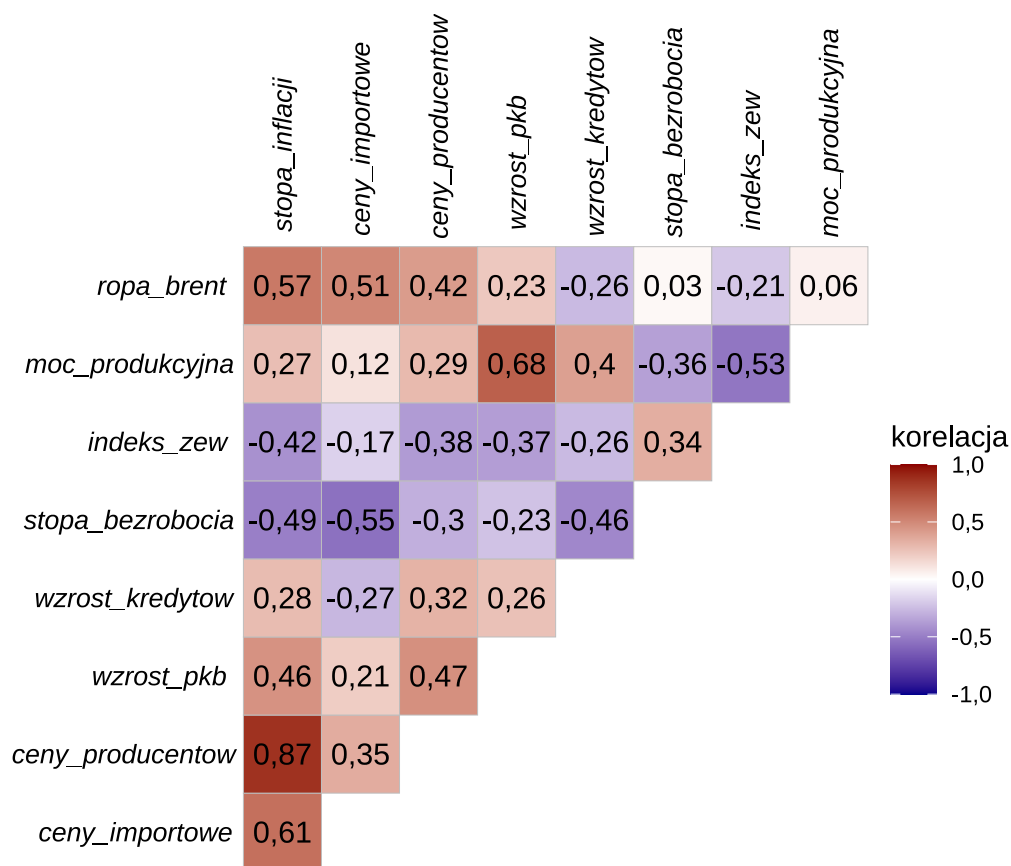 stopa_inflacji ceny_importowe ceny_producentow wzrost_pkb wzrost_kredytow stopa_bezrobocia indeks_zew moc_produkcyjna
ropa_brent 0,57 0,51 0,42 0,23 -0,26 0,03 -0,21 0,06
moc_produkcyjna 0,27 0,12 0,29 0,68 0,4 -0,36 -0,53
indeks_zew -0,42 -0,17 -0,38 -0,37 -0,26 0,34
stopa_bezrobocia -0,49 -0,55 -0,3 -0,23 -0,46
wzrost_kredytow 0,28 -0,27 0,32 0,26
wzrost_pkb 0,46 0,21 0,47
ceny_producentow 0,87 0,35
ceny_importowe 0,61
korelacja
1,0
0,5
0,0
-0,5
-1,0